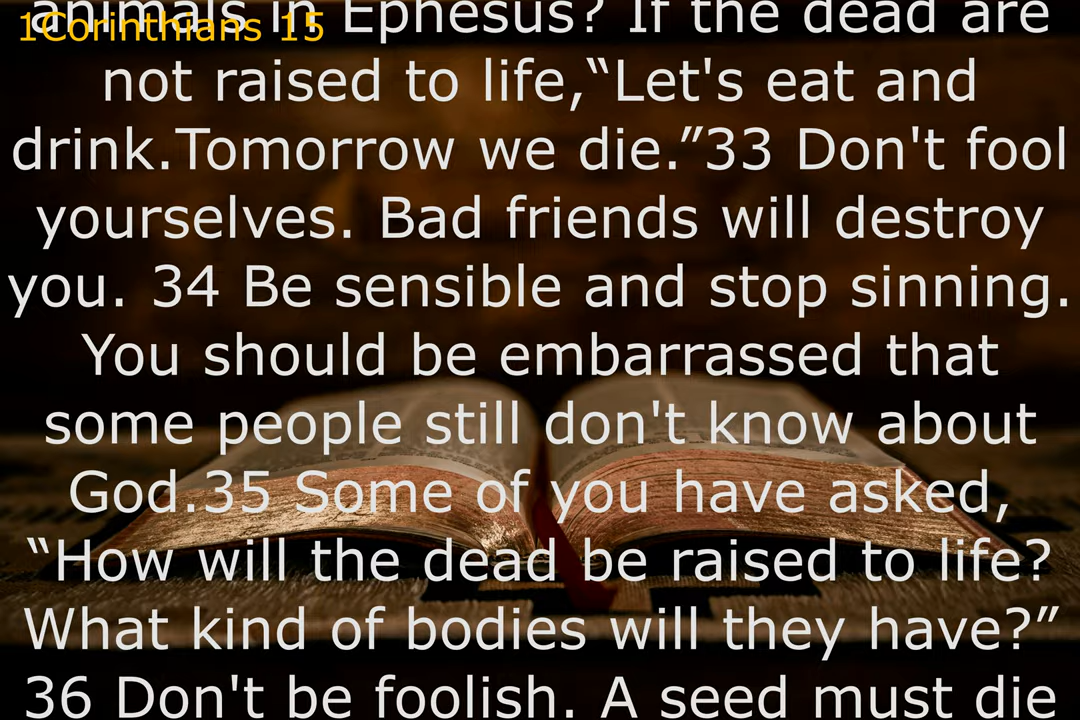 1Corinthians 15
animals in Ephesus? If the dead are
not raised to life,“Let's eat and
drink.Tomorrow we die.”33 Don't fool
yourselves. Bad friends will destroy
you. 34 Be sensible and stop sinning.
You should be embarrassed that
some people still don't know about
God.35 Some of you have asked,
“How will the dead be raised to life?
What kind of bodies will they have?”
36 Don't be foolish. A seed must die